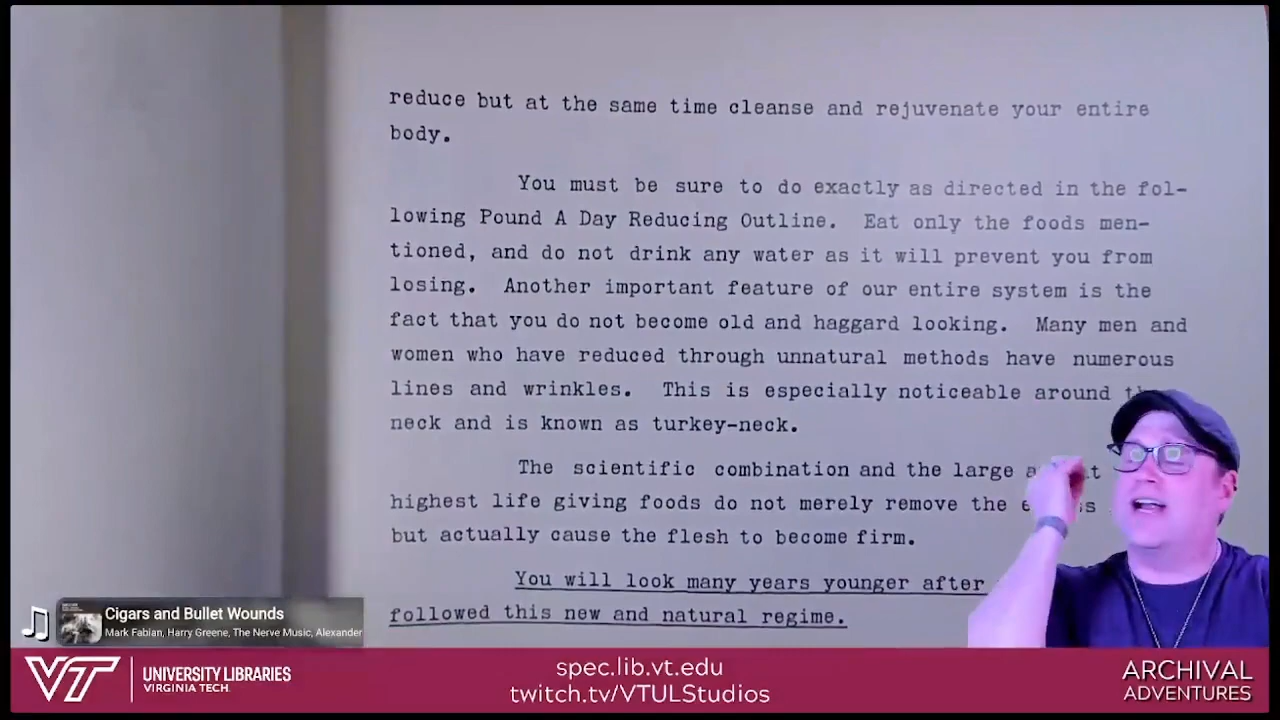 reduce but at the same time cleanse and rejuvenate your entire
body.
You must be sure to do exactly as directed in the fol-
lowing Pound A Day Reducing Outline. Eat only the foods men-
tioned, and do not drink any water as it will prevent you from
losing. Another important feature of our entire system is the
fact that you do not become old and haggard looking. Many men and
women who have reduced through unnatural methods have numerous
lines and wrinkles. This is especially noticeable around
neck and is known as turkey-neck.
The scientific combination and the large
highest life giving foods do not merely remove the
but actually cause the flesh to become firm.
You will look many years younger after
followed this new and natural regime.
Cigars and Bullet Wounds
Mark Fabian, Harry Greene, The Nerve Music, Alexander
VT UNIVERSITY LIBRARIES
VIRGINIA TECH.
spec.lib.vt.edu
twitch.tv/VTULStudios
ARCHIVAL
ADVENTURES